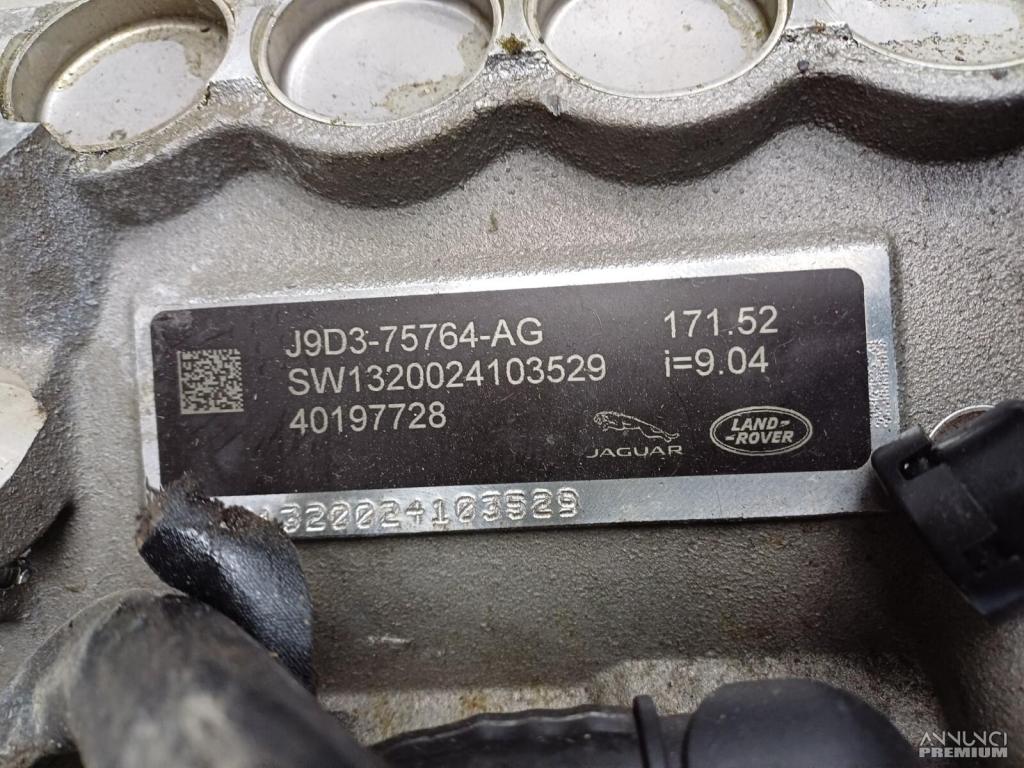 J9D3-75764-AG 171.52
SW1320024103529 i=9.04
40197728
JAGUAR
LAND-
-ROVER
1320024103529
ANNUNCI
PREMIUM